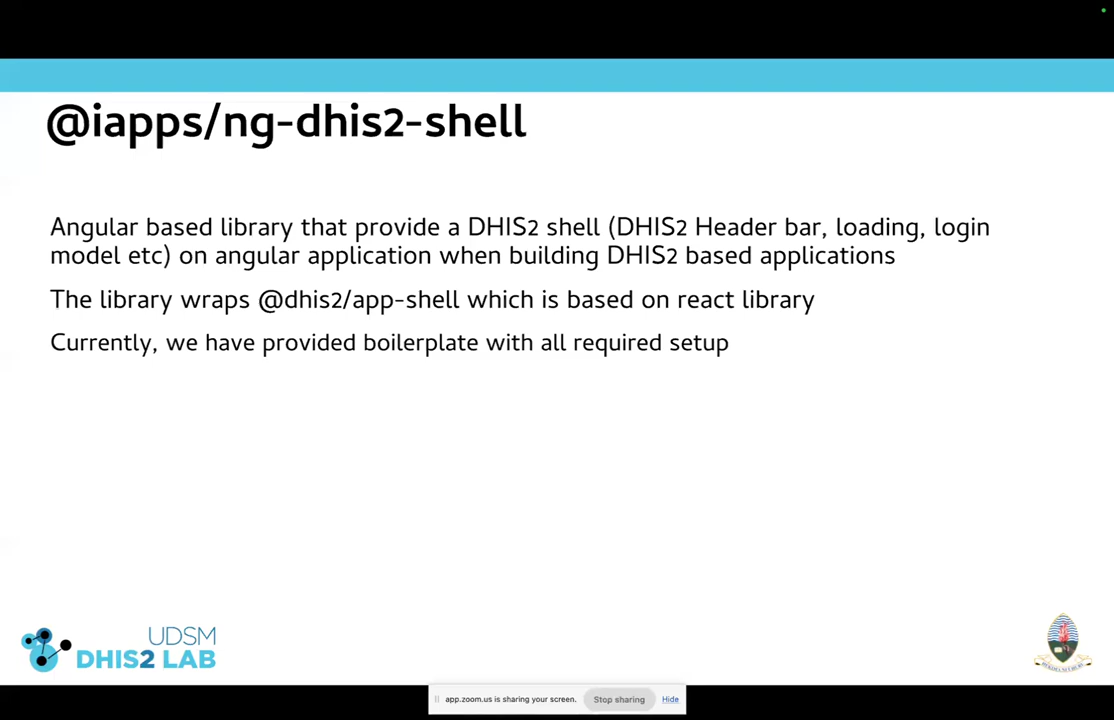 @iapps/ng-dhis2-shell
Angular based library that provide a DHIS2 shell (DHIS2 Header bar, loading, login
model etc) on angular application when building DHIS2 based applications
The library wraps @dhis2/app-shell which is based on react library
Currently, we have provided boilerplate with all required setup
UDSM
DHIS2 LAB
app.zoom.us is sharing your screen.
Stop sharing
Hide